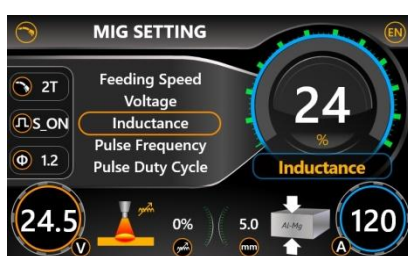 MIG SETTING
EN
2T
S_ON
Φ 1.2
Feeding Speed
Voltage
Inductance
Pulse Frequency
Pulse Duty Cycle
24
%
Inductance
24.5
V
0%
5.0
mm
Al-Mg
120
A